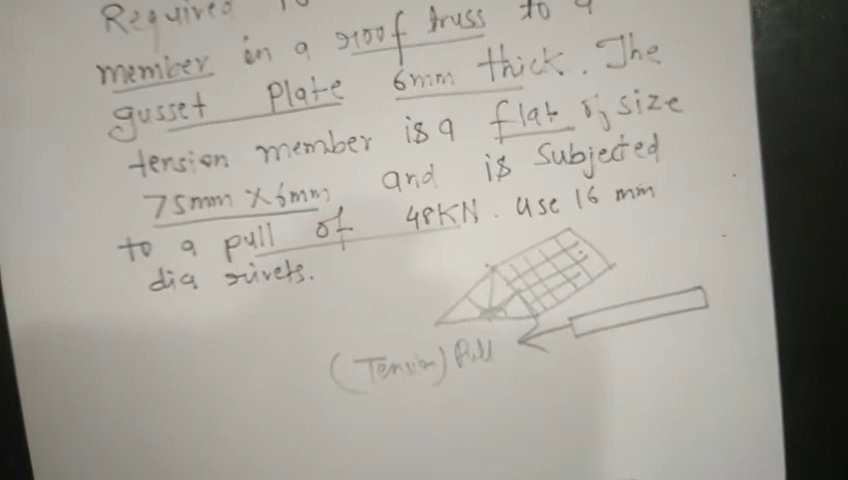 Required to
member in a roof truss to a
gusset plate 6mm thick. The
tension member is a flat of size
75mm x 6mm and is subjected
to a pull of 48KN. use 16 mm
dia rivets.
(Tension) Pull